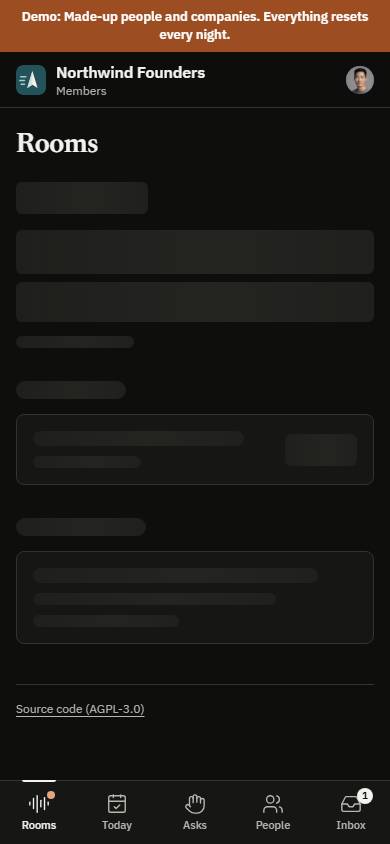 Demo: Made-up people and companies. Everything resets
every night.
Northwind Founders
Members
Rooms
Source code (AGPL-3.0)
1
Rooms
Today
Asks
People
Inbox